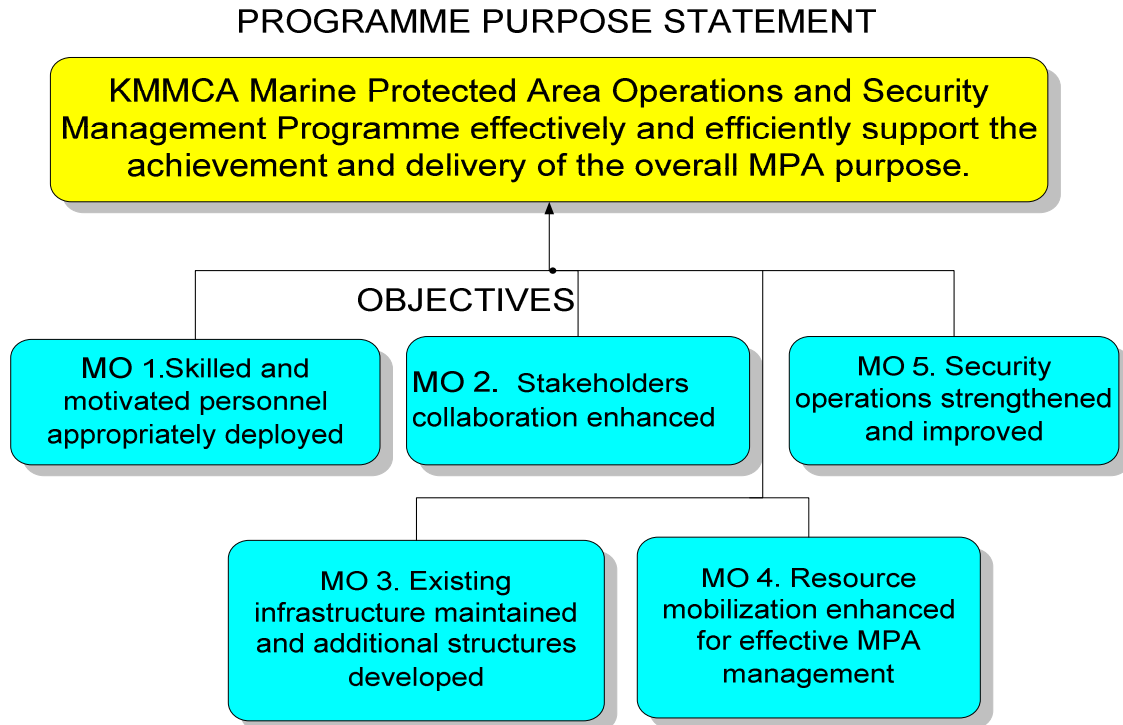 PROGRAMME PURPOSE STATEMENT
KMMCA Marine Protected Area Operations and Security
Management Programme effectively and efficiently support the
achievement and delivery of the overall MPA purpose.
OBJECTIVES
MO 1.Skilled and
motivated personnel
appropriately deployed
MO 2. Stakeholders
collaboration enhanced
MO 5. Security
operations strengthened
and improved
MO 3. Existing
infrastructure maintained
and additional structures
developed
MO 4. Resource
mobilization enhanced
for effective MPA
management